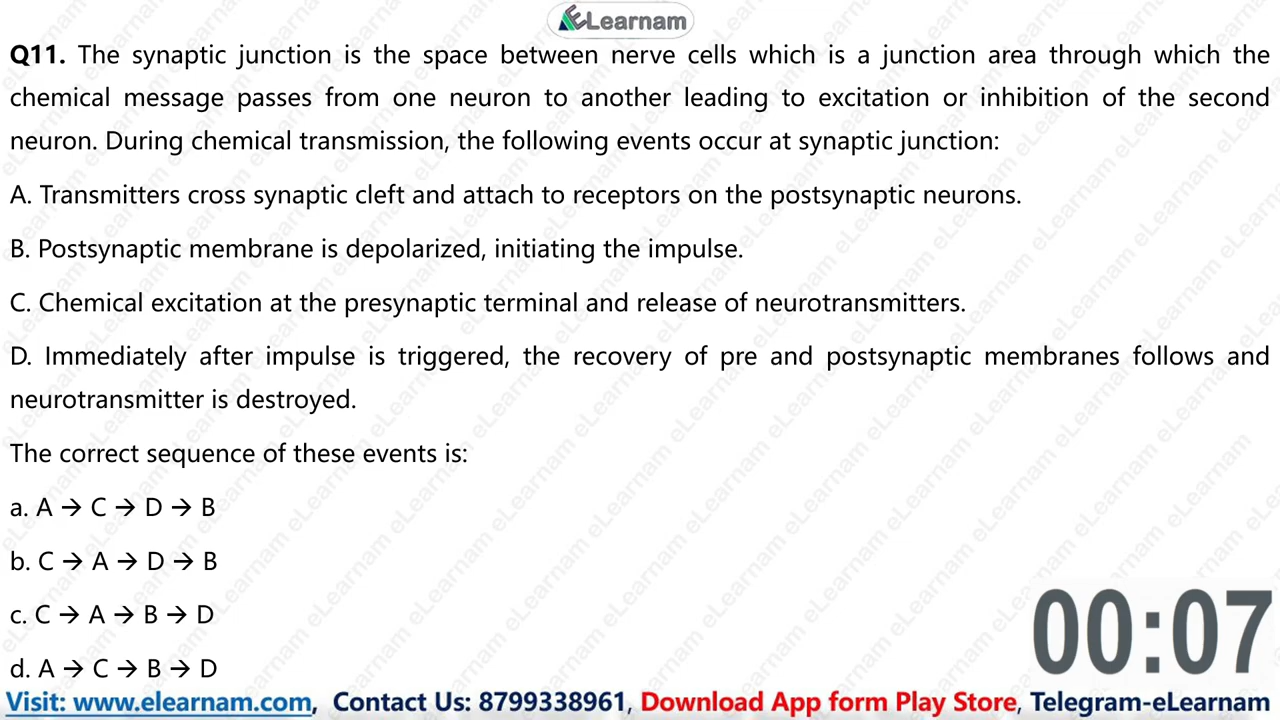 eLearnam
Q11. The synaptic junction is the space between nerve cells which is a junction area through which the
chemical message passes from one neuron to another leading to excitation or inhibition of the second
neuron. During chemical transmission, the following events occur at synaptic junction:
A. Transmitters cross synaptic cleft and attach to receptors on the postsynaptic neurons.
B. Postsynaptic membrane is depolarized, initiating the impulse.
C. Chemical excitation at the presynaptic terminal and release of neurotransmitters.
D. Immediately after impulse is triggered, the recovery of pre and postsynaptic membranes follows and
neurotransmitter is destroyed.
The correct sequence of these events is:
a. A → C → D → B
b. C → A → D → B
c. C → A → B → D
d. A → C → B → D
00:07
Visit: www.elearnam.com, Contact Us: 8799338961, Download App form Play Store, Telegram-eLearnam